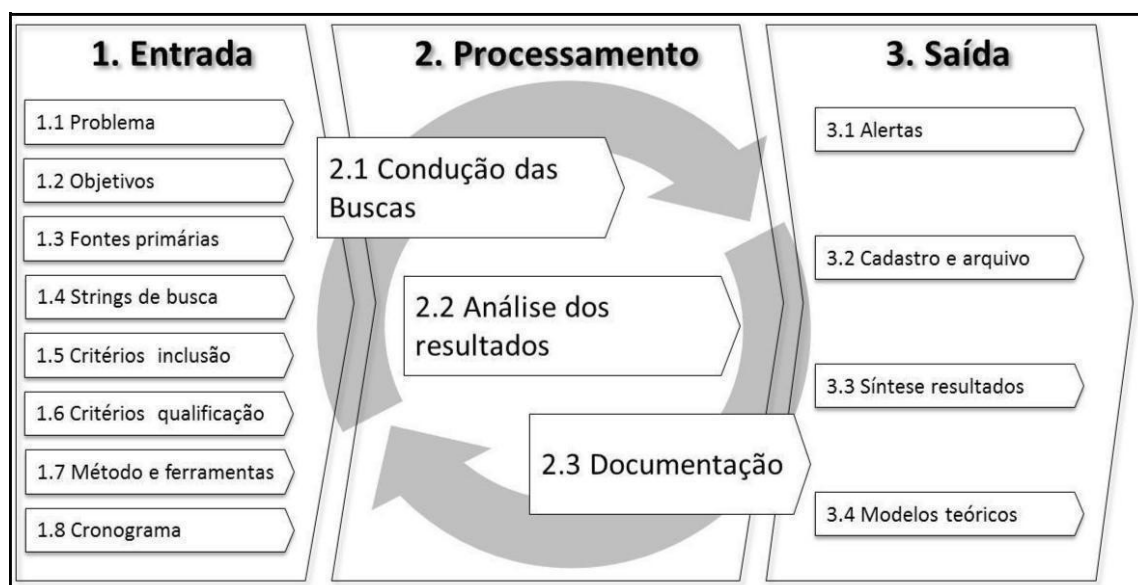 1. Entrada
1.1 Problema
1.2 Objetivos
1.3 Fontes primárias
1.4 Strings de busca
1.5 Critérios inclusão
1.6 Critérios qualificação
1.7 Método e ferramentas
1.8 Cronograma
2. Processamento
2.1 Condução das
Buscas
2.2 Análise dos
resultados
2.3 Documentação
3. Saída
3.1 Alertas
3.2 Cadastro e arquivo
3.3 Síntese resultados
3.4 Modelos teóricos